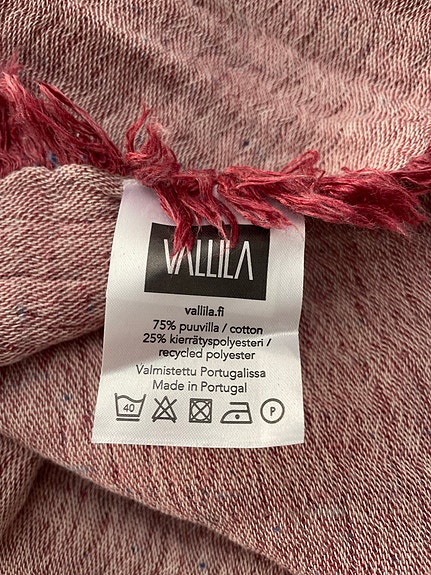 VALLILA
vallila.fi
75% puuvilla / cotton
25% kierrätyspolyesteri /
recycled polyester
Valmistettu Portugalissa
Made in Portugal
40 P